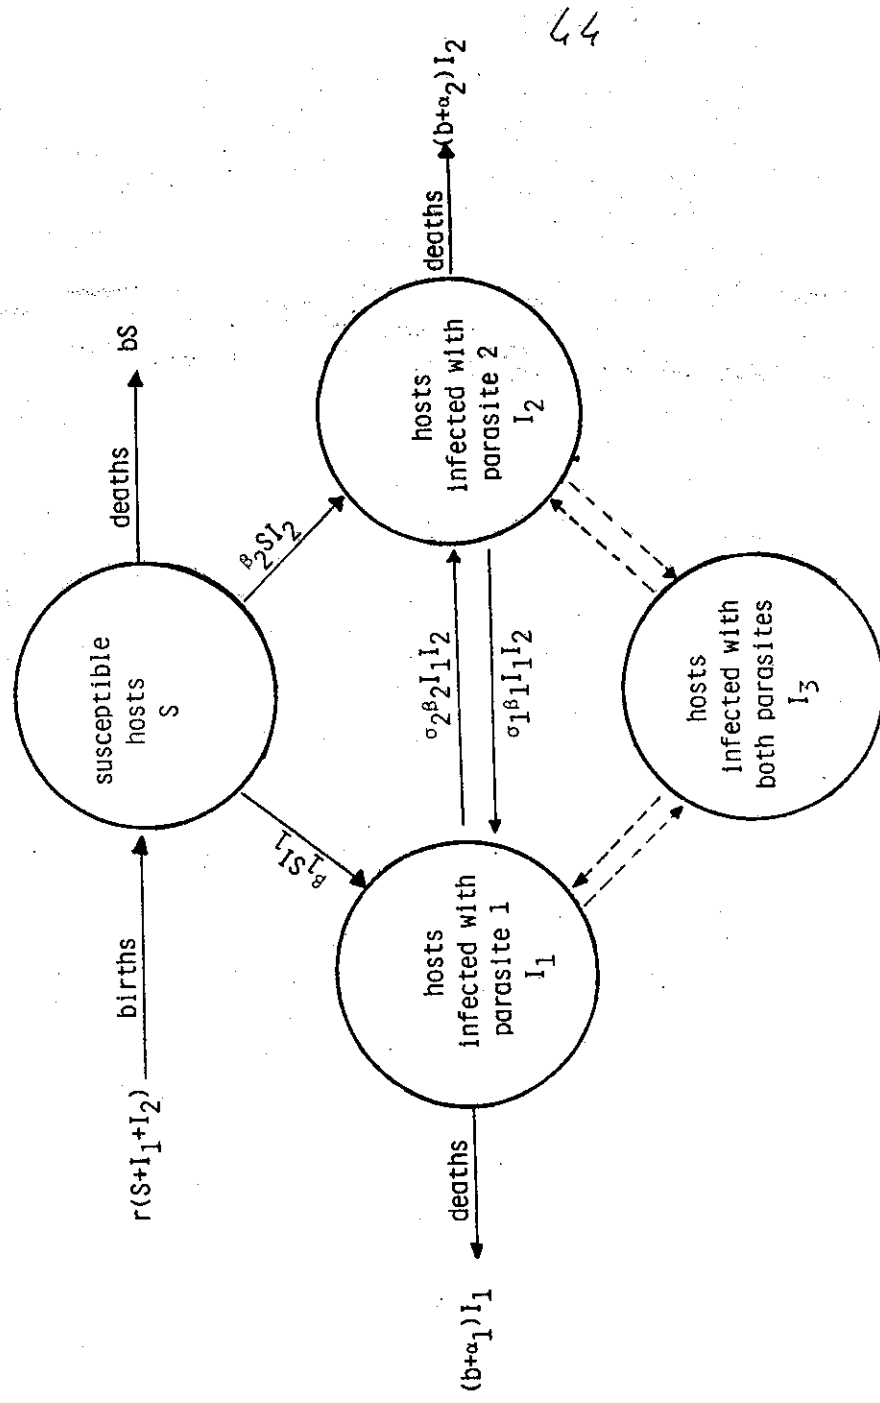 44
r(S+I₁+I₂)
births
susceptible
hosts
S
deaths
bS
β₁SI₁
β₂SI₂
(b+α₁)I₁
deaths
hosts
infected with
parasite 1
I₁
σ₂β₂I₁I₂
σ₁β₁I₁I₂
hosts
infected with
parasite 2
I₂
deaths
(b+α₂)I₂
hosts
infected with
both parasites
I₃